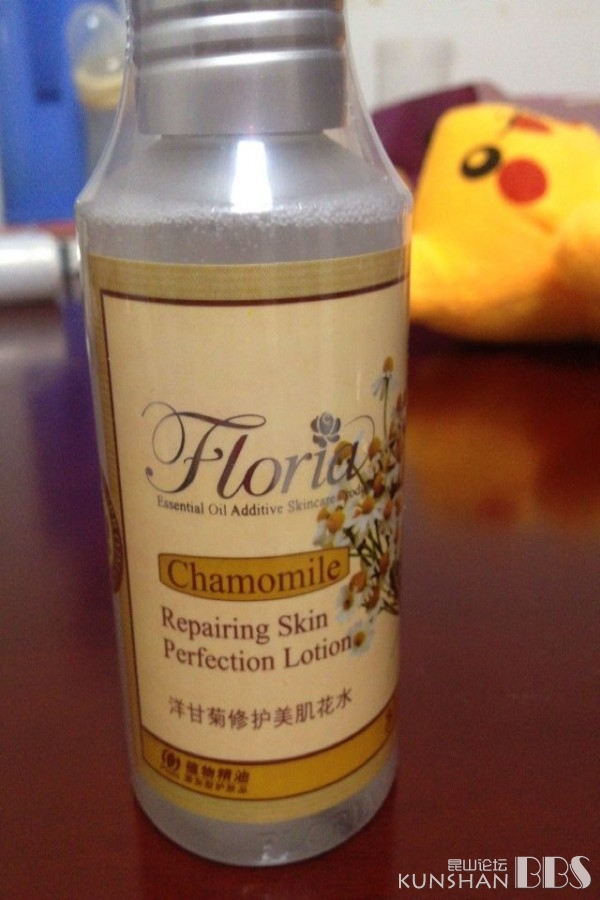 Floria
Essential Oil Additive Skincare
Chamomile
Repairing Skin
Perfection Lotion
洋甘菊修护美肌花水
植物精油
昆山论坛
KUNSHAN BBS